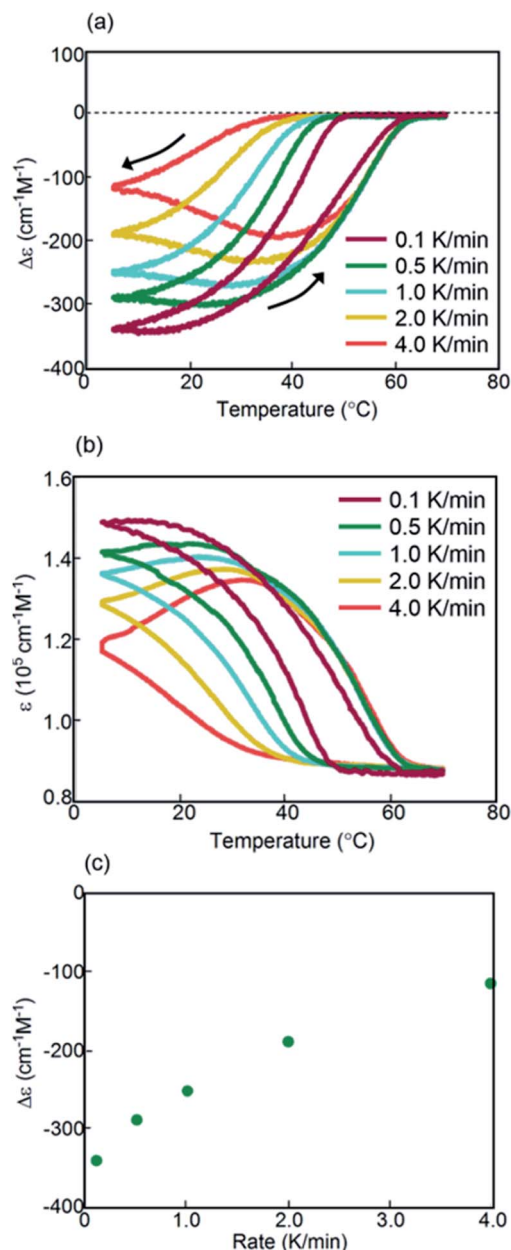 (a)
100
0
-100
-200
-300
-400
Δε (cm⁻¹M⁻¹)
0.1 K/min
0.5 K/min
1.0 K/min
2.0 K/min
4.0 K/min
0 20 40 60 80
Temperature (°C)
(b)
1.6
1.4
1.2
1.0
0.8
ε (10⁵ cm⁻¹M⁻¹)
0.1 K/min
0.5 K/min
1.0 K/min
2.0 K/min
4.0 K/min
0 20 40 60 80
Temperature (°C)
(c)
0
-100
-200
-300
-400
Δε (cm⁻¹M⁻¹)
0 1.0 2.0 3.0 4.0
Rate (K/min)